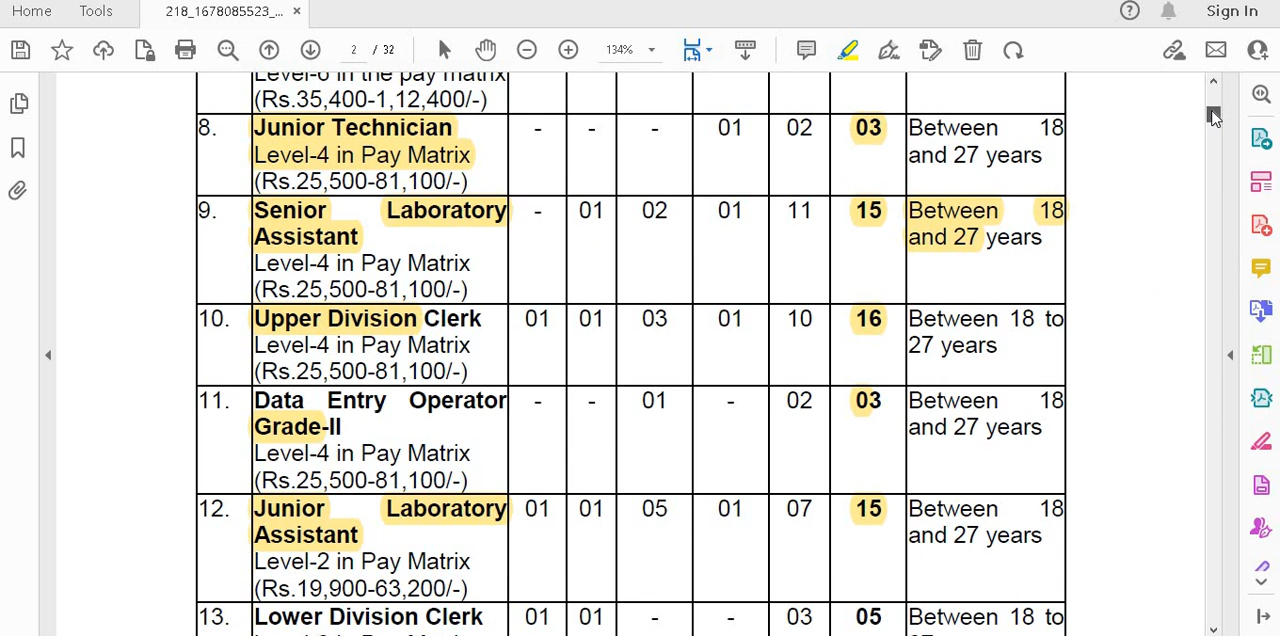 Home Tools 218_1678085523_... × Sign In
2 / 32 134%
Level-6 in the pay matrix
(Rs.35,400-1,12,400/-)
8. Junior Technician - - - 01 02 03 Between 18
Level-4 in Pay Matrix and 27 years
(Rs.25,500-81,100/-)
9. Senior Laboratory - 01 02 01 11 15 Between 18
Assistant and 27 years
Level-4 in Pay Matrix
(Rs.25,500-81,100/-)
10. Upper Division Clerk 01 01 03 01 10 16 Between 18 to
Level-4 in Pay Matrix 27 years
(Rs.25,500-81,100/-)
11. Data Entry Operator - - 01 - 02 03 Between 18
Grade-II and 27 years
Level-4 in Pay Matrix
(Rs.25,500-81,100/-)
12. Junior Laboratory 01 01 05 01 07 15 Between 18
Assistant and 27 years
Level-2 in Pay Matrix
(Rs.19,900-63,200/-)
13. Lower Division Clerk 01 01 - - 03 05 Between 18 to